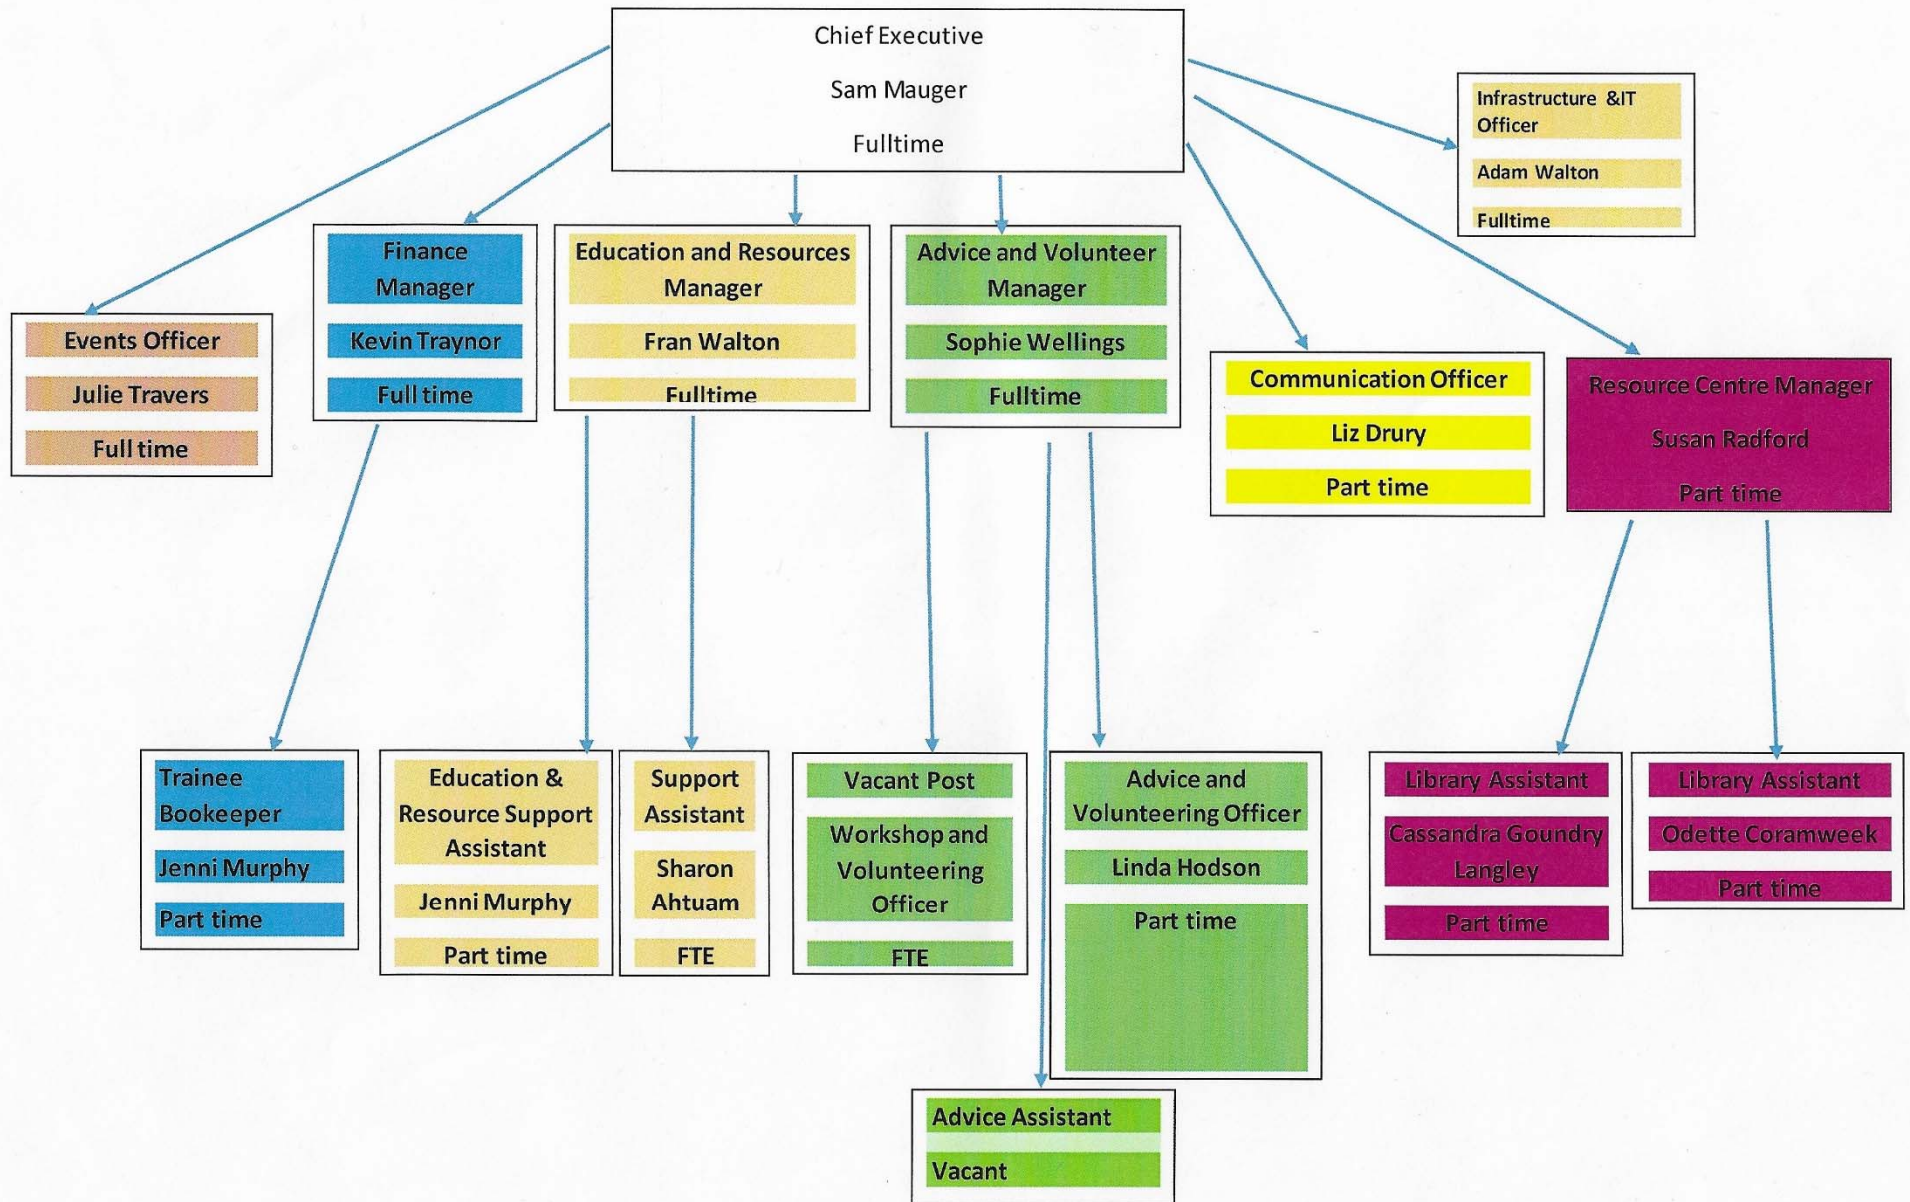 Chief Executive
Sam Mauger
Fulltime
Infrastructure &IT
Officer
Adam Walton
Fulltime
Finance
Manager
Kevin Traynor
Full time
Education and Resources
Manager
Fran Walton
Fulltime
Advice and Volunteer
Manager
Sophie Wellings
Fulltime
Events Officer
Julie Travers
Full time
Communication Officer
Liz Drury
Part time
Resource Centre Manager
Susan Radford
Part time
Trainee
Bookeeper
Jenni Murphy
Part time
Education &
Resource Support
Assistant
Jenni Murphy
Part time
Support
Assistant
Sharon
Ahtuam
FTE
Vacant Post
Workshop and
Volunteering
Officer
FTE
Advice and
Volunteering Officer
Linda Hodson
Part time
Library Assistant
Cassandra Goundry
Langley
Part time
Library Assistant
Odette Coramweek
Part time
Advice Assistant
Vacant